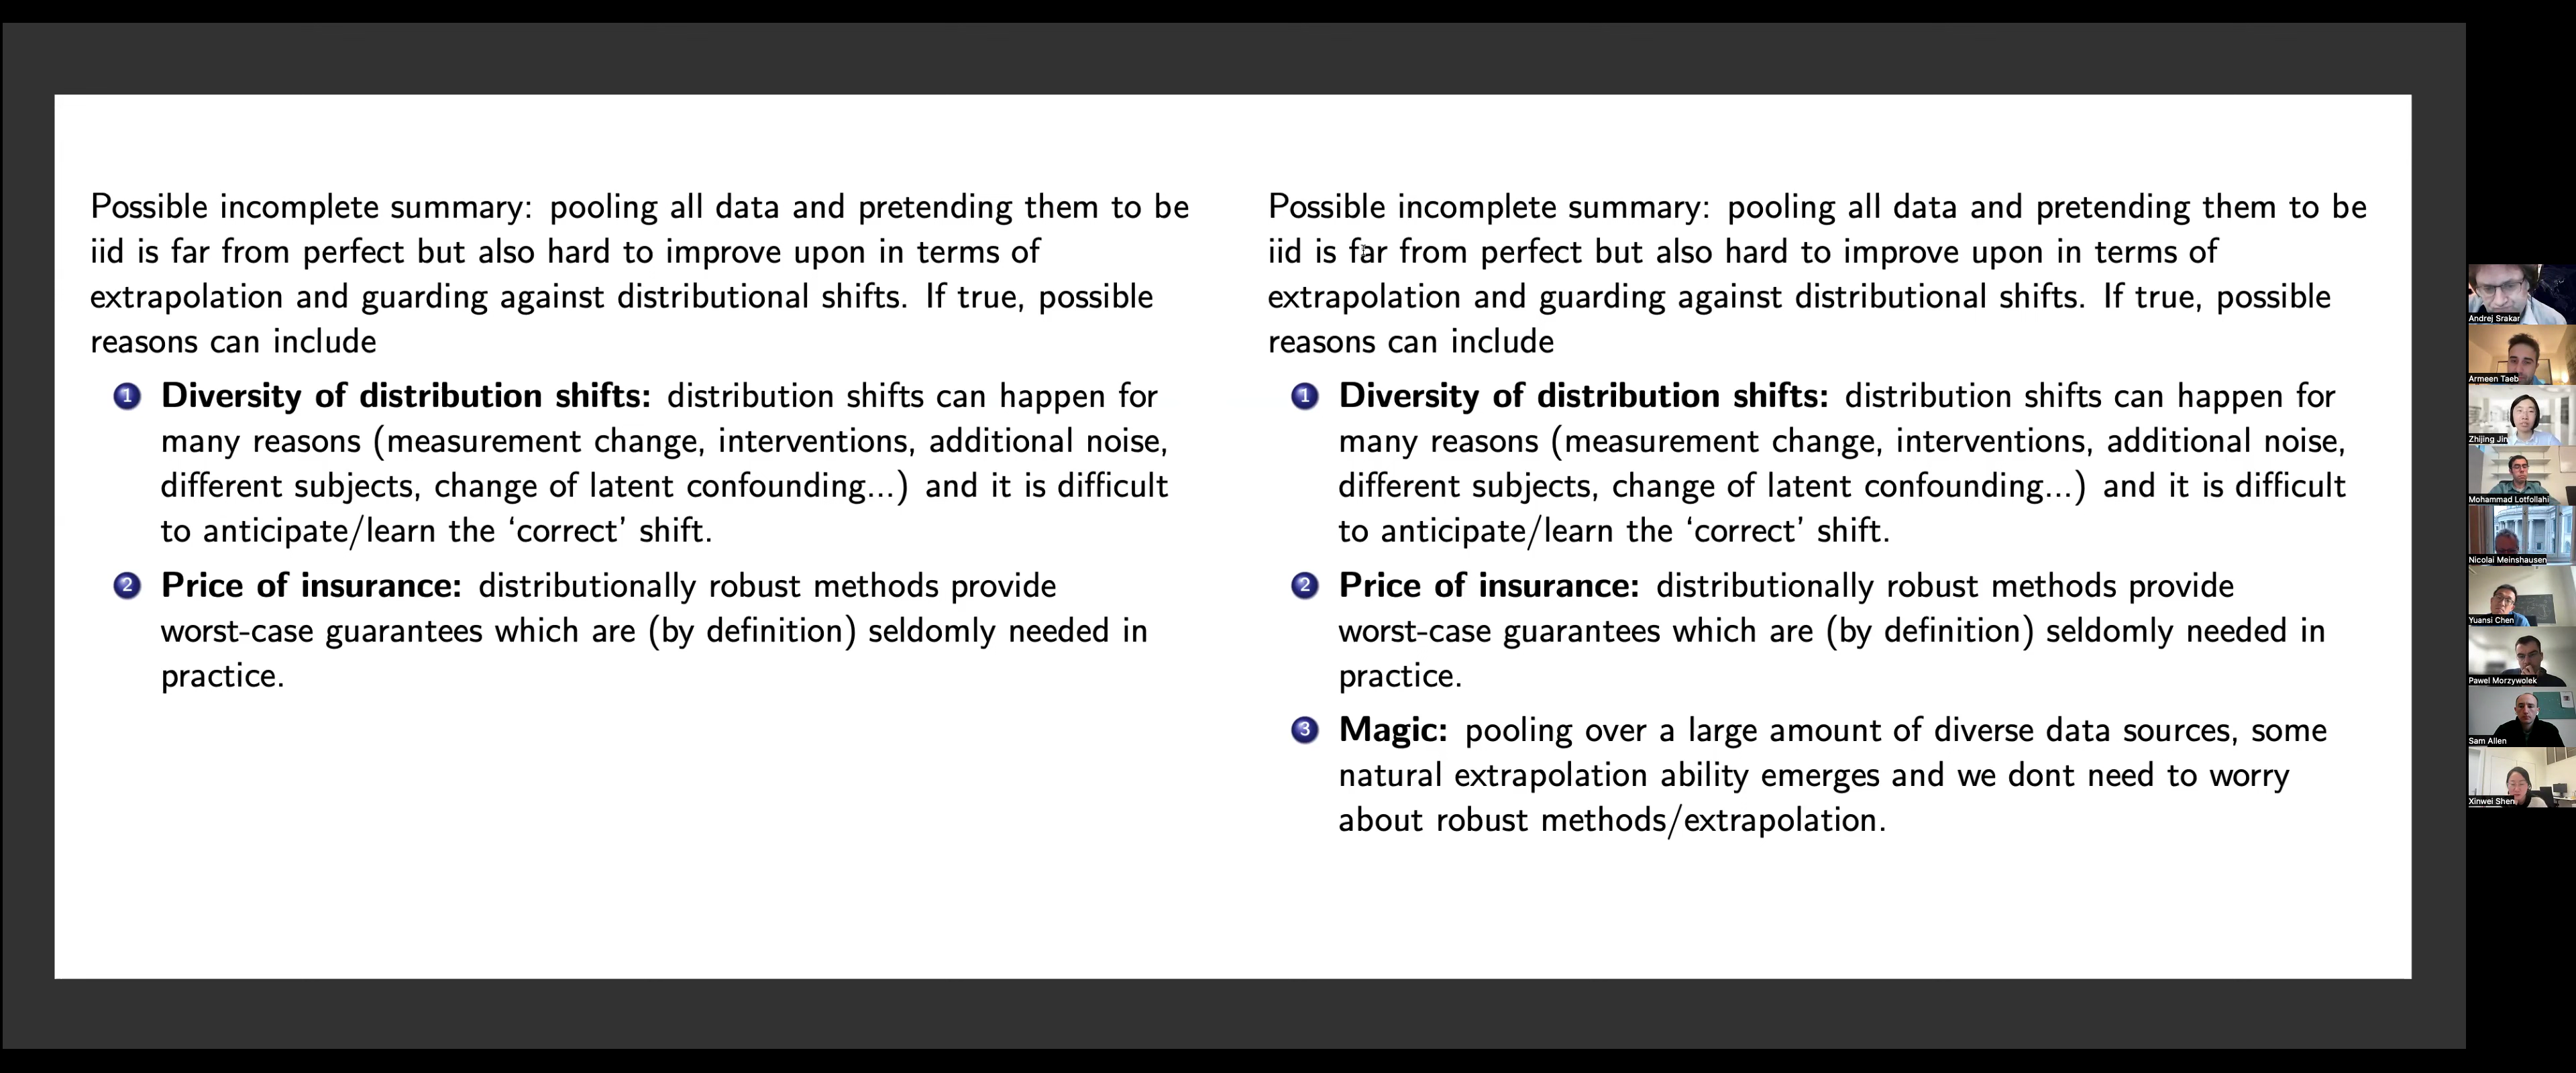 Possible incomplete summary: pooling all data and pretending them to be
iid is far from perfect but also hard to improve upon in terms of
extrapolation and guarding against distributional shifts. If true, possible
reasons can include
1 Diversity of distribution shifts: distribution shifts can happen for
many reasons (measurement change, interventions, additional noise,
different subjects, change of latent confounding...) and it is difficult
to anticipate/learn the ‘correct’ shift.
2 Price of insurance: distributionally robust methods provide
worst-case guarantees which are (by definition) seldomly needed in
practice.
Possible incomplete summary: pooling all data and pretending them to be
iid is far from perfect but also hard to improve upon in terms of
extrapolation and guarding against distributional shifts. If true, possible
reasons can include
1 Diversity of distribution shifts: distribution shifts can happen for
many reasons (measurement change, interventions, additional noise,
different subjects, change of latent confounding...) and it is difficult
to anticipate/learn the ‘correct’ shift.
2 Price of insurance: distributionally robust methods provide
worst-case guarantees which are (by definition) seldomly needed in
practice.
3 Magic: pooling over a large amount of diverse data sources, some
natural extrapolation ability emerges and we dont need to worry
about robust methods/extrapolation.
Andrej Srakar
Armeen Taeb
Zhijing Jin
Mohammad Lotfollahi
Nicolai Meinshausen
Yuansi Chen
Pawel Morzywolek
Sam Allen
Xinwei Shen